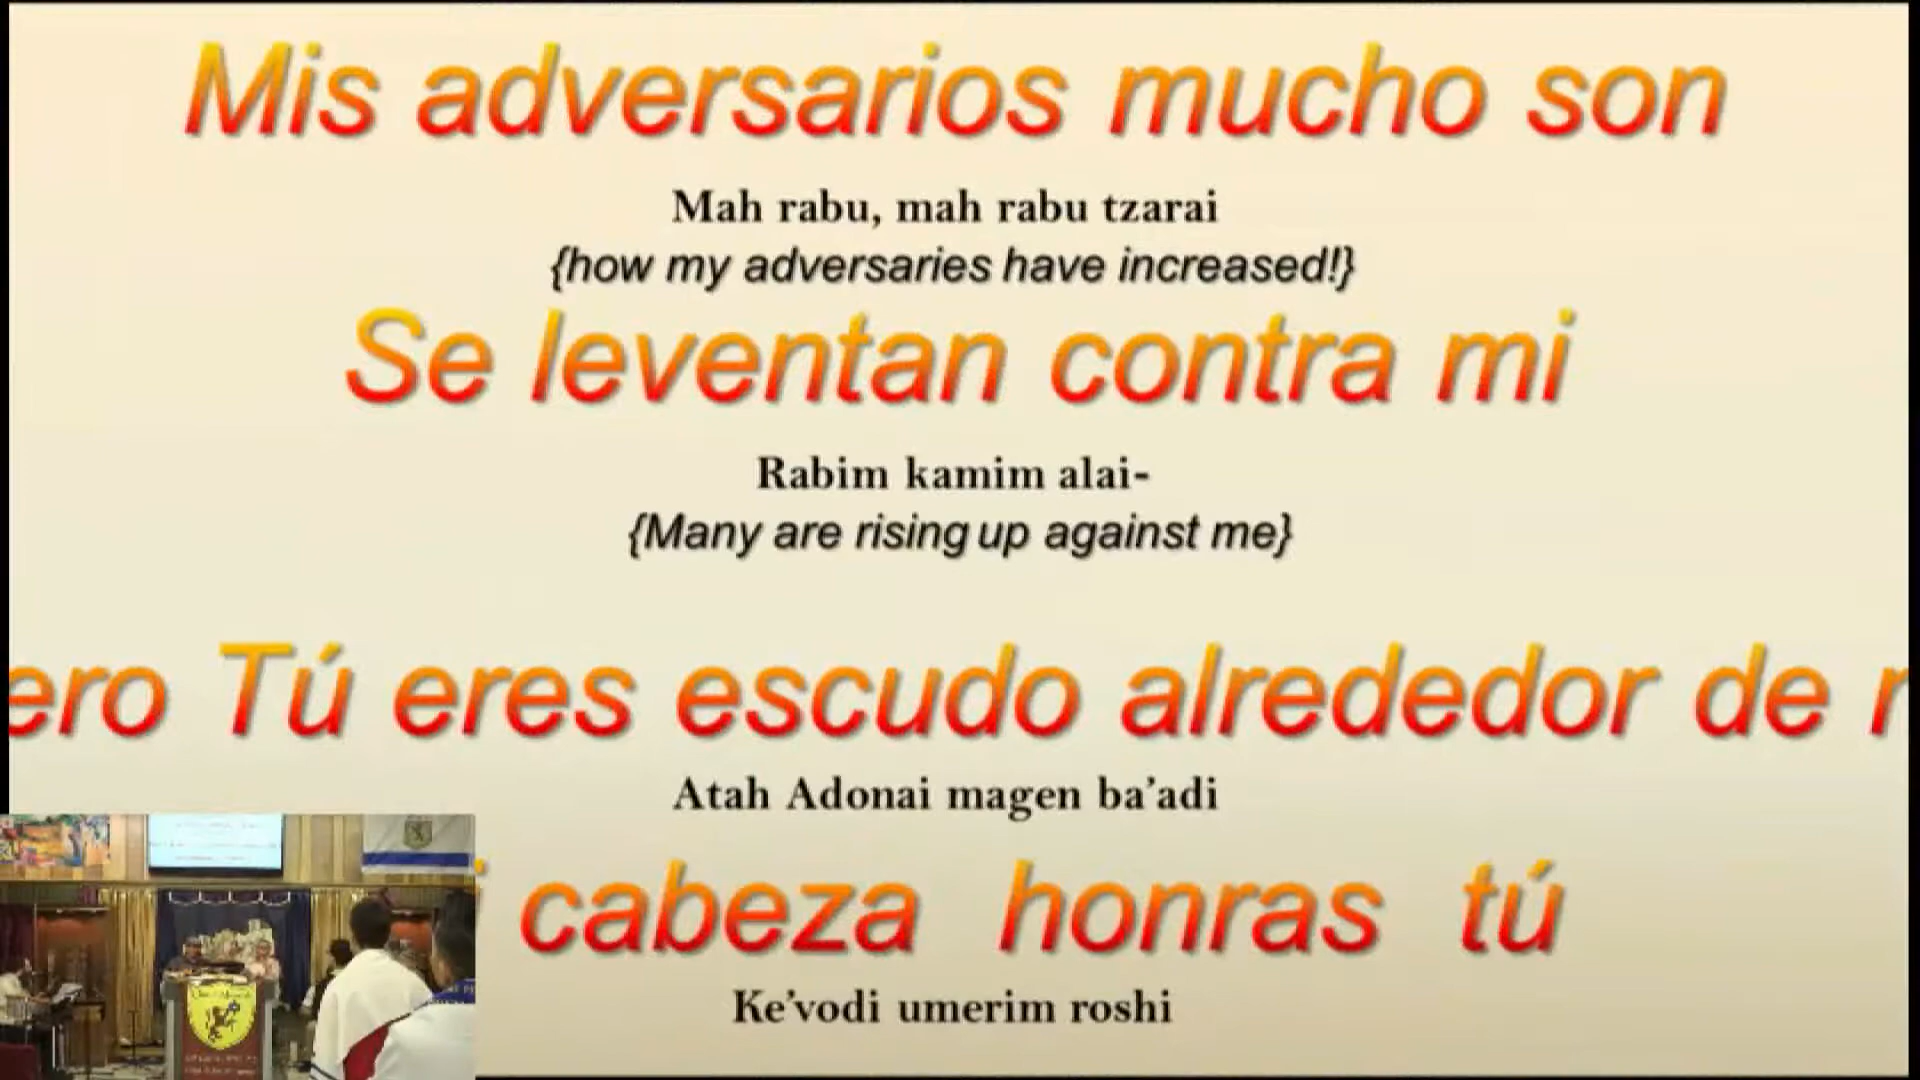 Mis adversarios mucho son
Mah rabu, mah rabu tzarai
{how my adversaries have increased!}
Se leventan contra mi
Rabim kamim alai-
{Many are rising up against me}
ero Tú eres escudo alrededor de
Atah Adonai magen ba’adi
cabeza honras tú
Ke’vodi umerim roshi